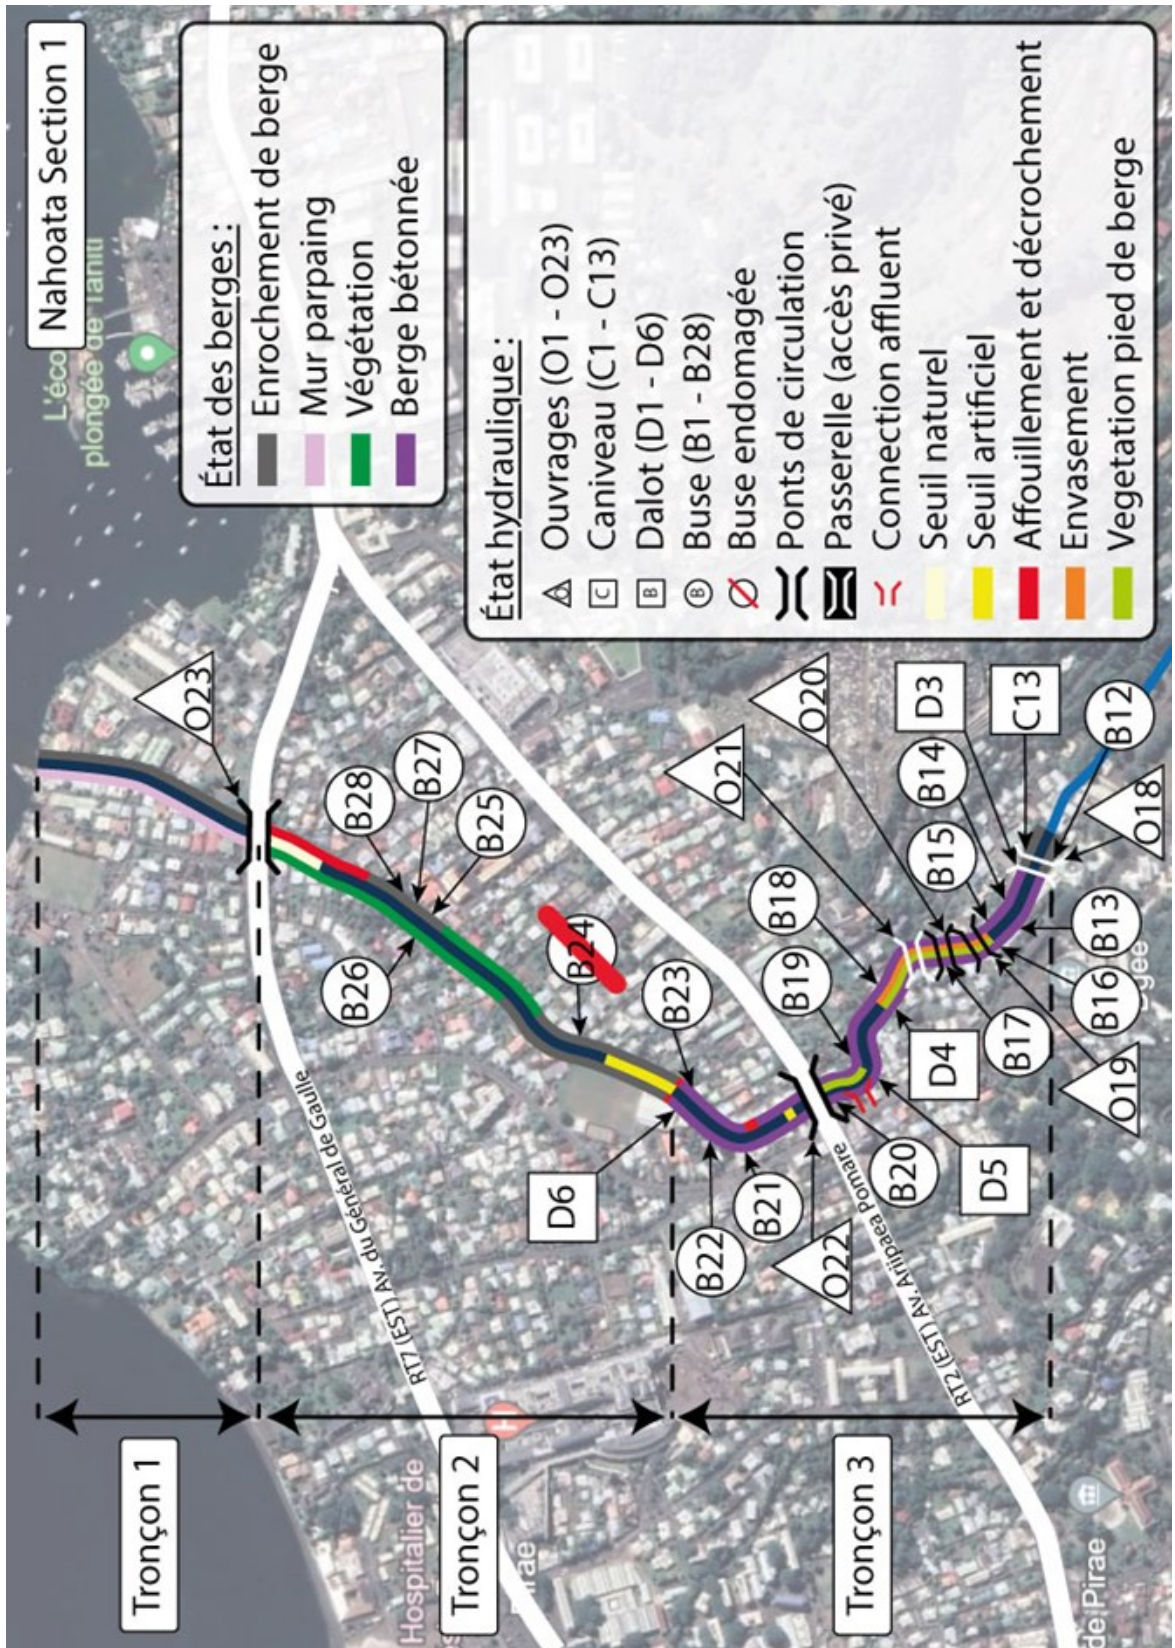 Nahoata Section 1
L'éco
plongée de Tahiti
État des berges :
Enrochement de berge
Mur parpaing
Végétation
Berge bétonnée
État hydraulique :
Ouvrages (O1 - O23)
C
Caniveau (C1 - C13)
B
Dalot (D1 - D6)
B
Buse (B1 - B28)
Buse endomagée
Ponts de circulation
Passerelle (accès privé)
Connection affluent
Seuil naturel
Seuil artificiel
Affouillement et décrochement
Envasement
Vegetation pied de berge
Tronçon 1
Tronçon 2
Tronçon 3
O23
B28
B27
B25
B26
B24
B23
D6
B22
B21
O22
B20
D5
B19
B18
D4
O21
O20
B17
O19
B16
B15
B14
B13
D3
C13
B12
O18
RT7 (EST) Av. du Général de Gaulle
RT2 (EST) Av. Ariipaea Pomare
H
Hospitalier de
irae
de Pirae
gée